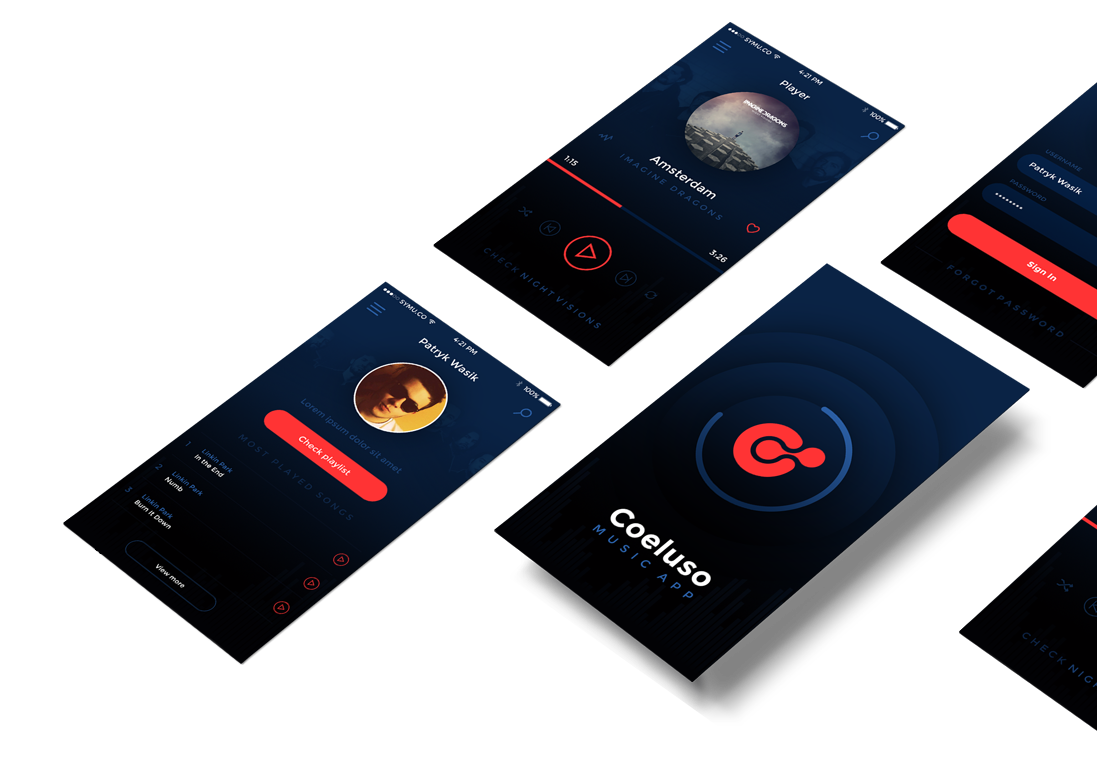 SYMU.CO
4:21 PM
100%
Player
IMAGINE DRAGONS
Amsterdam
IMAGINE DRAGONS
1:15
3:26
CHECK NIGHT VISIONS
USERNAME
Patryk Wasik
PASSWORD
••••••••
Sign In
FORGOT PASSWORD
SYMU.CO
4:21 PM
100%
Patryk Wasik
Lorem ipsum dolor sit amet
Check playlist
MOST PLAYED SONGS
1
Linkin Park
In the End
2
Linkin Park
Numb
3
Linkin Park
Burn It Down
View more
Coeluso
MUSIC APP
CHECK NIGH